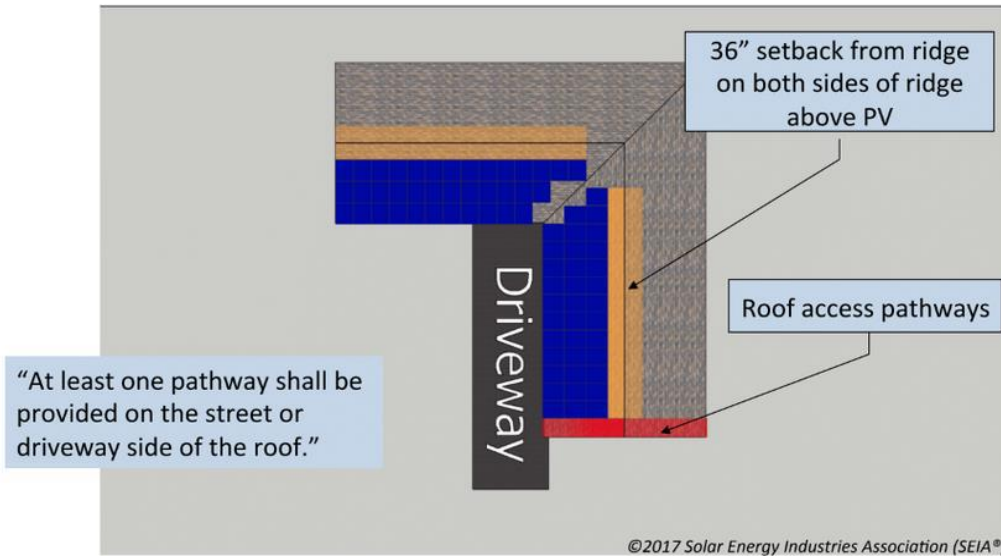 36” setback from ridge
on both sides of ridge
above PV
Driveway
Roof access pathways
“At least one pathway shall be
provided on the street or
driveway side of the roof.”
©2017 Solar Energy Industries Association (SEIA®